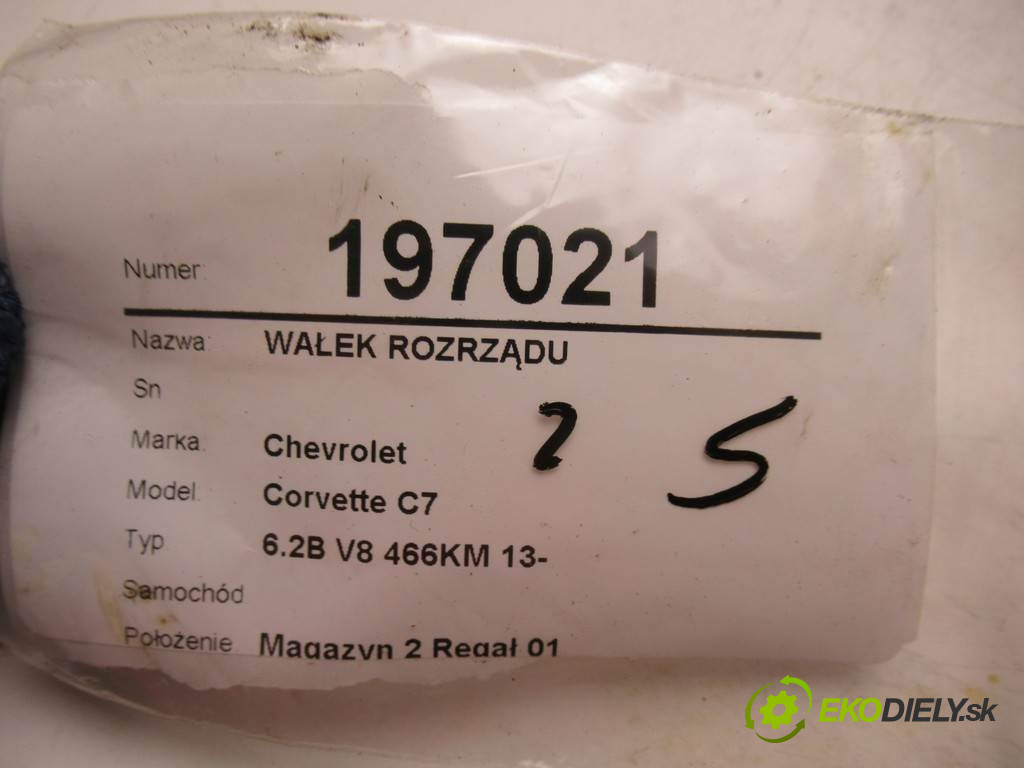 Numer: 197021
Nazwa: WAŁEK ROZRZĄDU
Sn
Marka: Chevrolet
Model: Corvette C7
Typ 6.2B V8 466KM 13-
Samochód
Położenie Magazyn 2 Regał 01
2 5
EKODIELY.sk